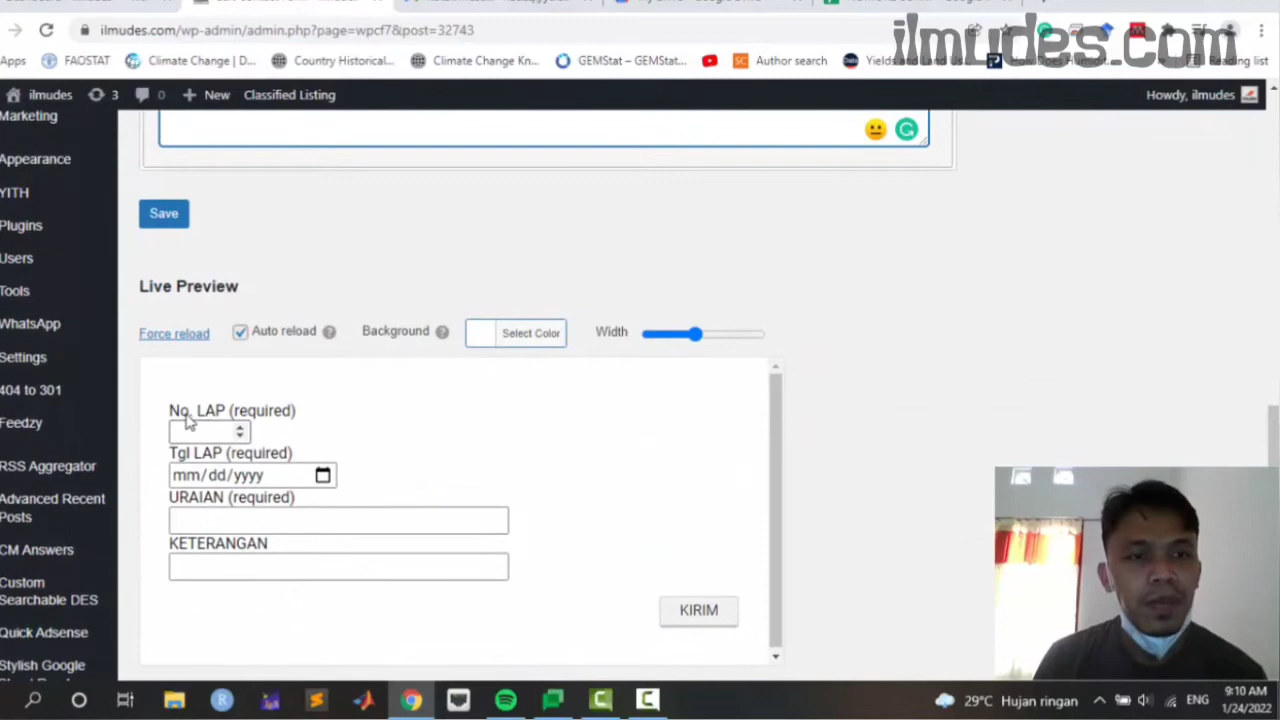 ilmudes.com
ilmudes.com/wp-admin/admin.php?page=wpcf7&post=32743
Apps FAOSTAT Climate Change | D... Country Historical... Climate Change Kn... GEMStat – GEMStat... SC Author search Yields and Land Us... Reading list
ilmudes 3 0 New Classified Listing Howdy, ilmudes
Marketing
Appearance
YITH
Plugins
Users
Tools
WhatsApp
Settings
404 to 301
Feedzy
RSS Aggregator
Advanced Recent
Posts
CM Answers
Custom
Searchable DES
Quick Adsense
Stylish Google
Save
Live Preview
Force reload Auto reload Background Select Color Width
No. LAP (required)
Tgl LAP (required)
mm/dd/yyyy
URAIAN (required)
KETERANGAN
KIRIM
29°C Hujan ringan ENG 9:10 AM
1/24/2022